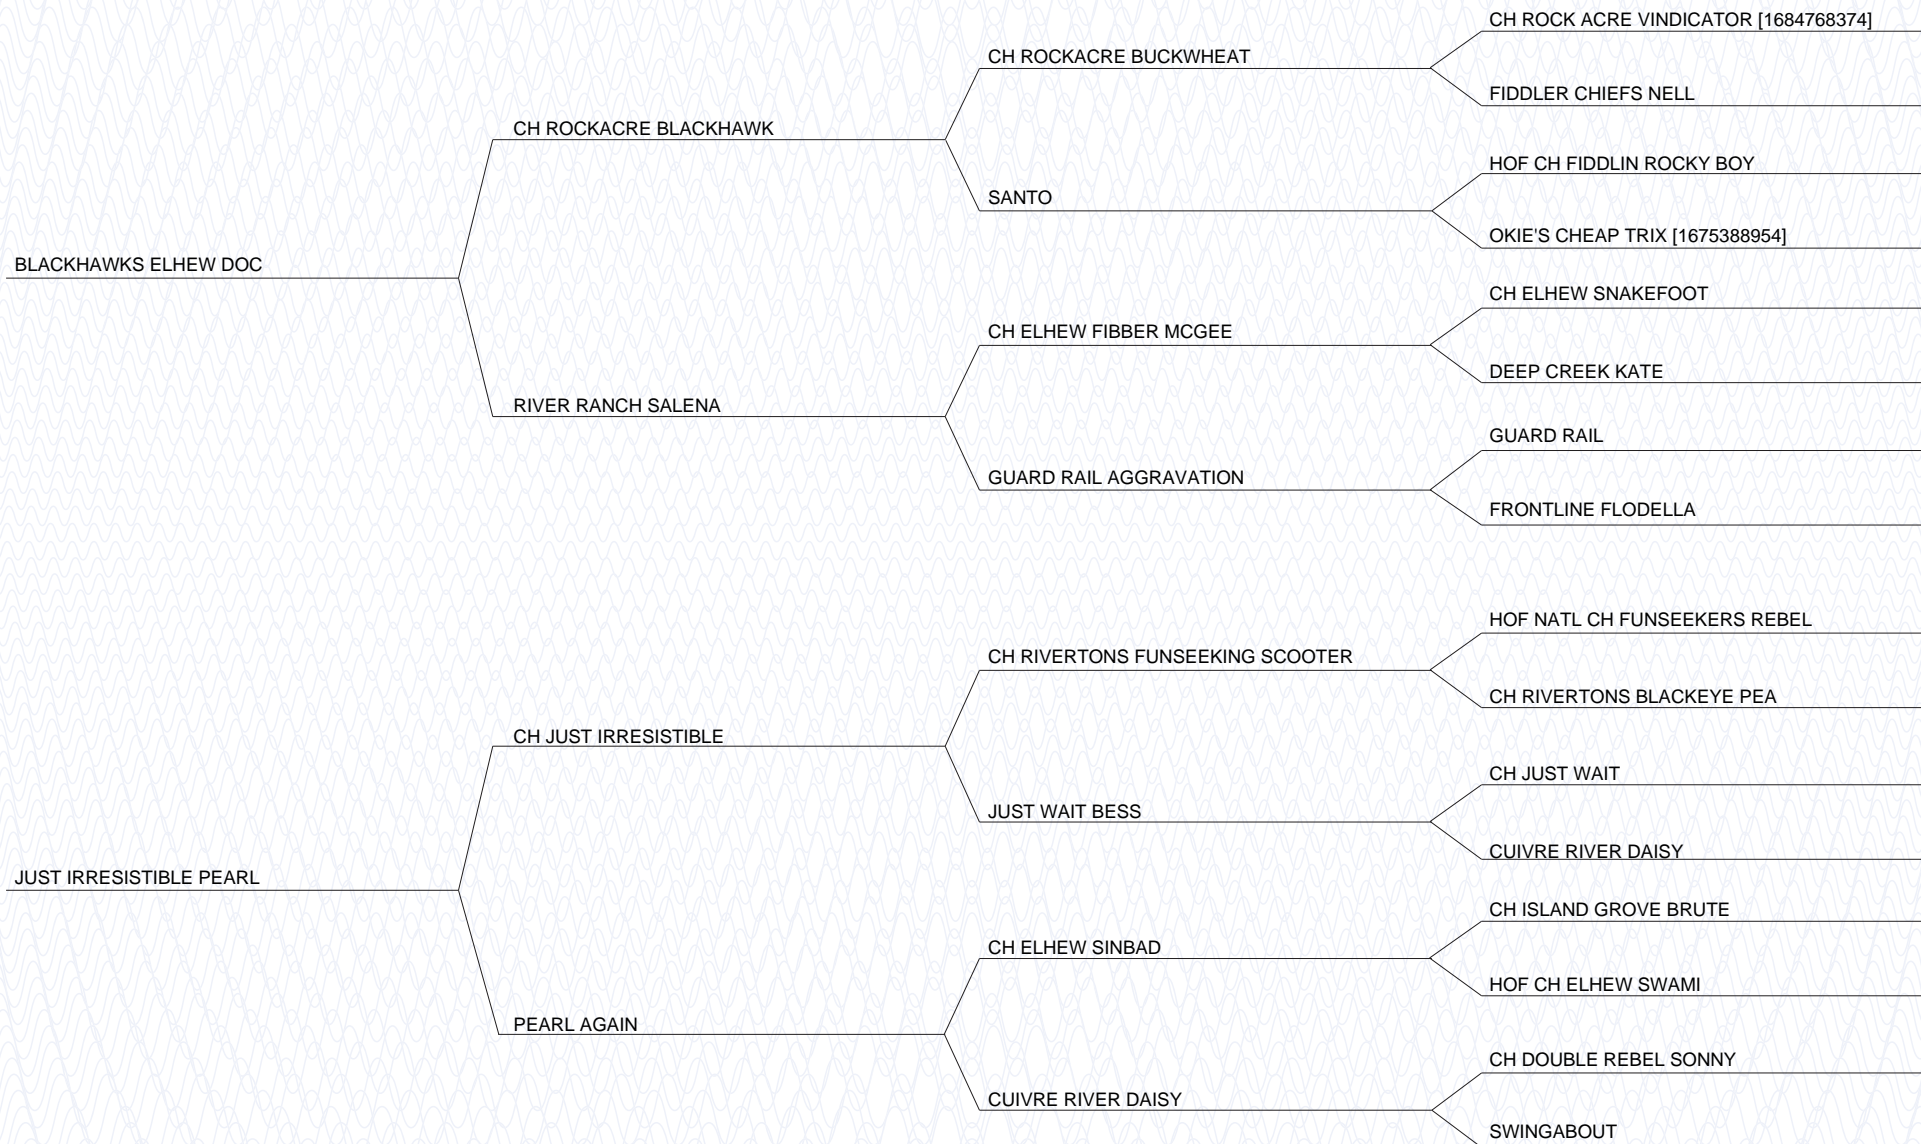 CH ROCK ACRE VINDICATOR [1684768374]
CH ROCKACRE BUCKWHEAT
FIDDLER CHIEFS NELL
CH ROCKACRE BLACKHAWK
HOF CH FIDDLIN ROCKY BOY
SANTO
OKIE'S CHEAP TRIX [1675388954]
BLACKHAWKS ELHEW DOC
CH ELHEW SNAKEFOOT
CH ELHEW FIBBER MCGEE
DEEP CREEK KATE
RIVER RANCH SALENA
GUARD RAIL
GUARD RAIL AGGRAVATION
FRONTLINE FLODELLA
HOF NATL CH FUNSEEKERS REBEL
CH RIVERTONS FUNSEEKING SCOOTER
CH RIVERTONS BLACKEYE PEA
CH JUST IRRESISTIBLE
CH JUST WAIT
JUST WAIT BESS
CUIVRE RIVER DAISY
JUST IRRESISTIBLE PEARL
CH ISLAND GROVE BRUTE
CH ELHEW SINBAD
HOF CH ELHEW SWAMI
PEARL AGAIN
CH DOUBLE REBEL SONNY
CUIVRE RIVER DAISY
SWINGABOUT